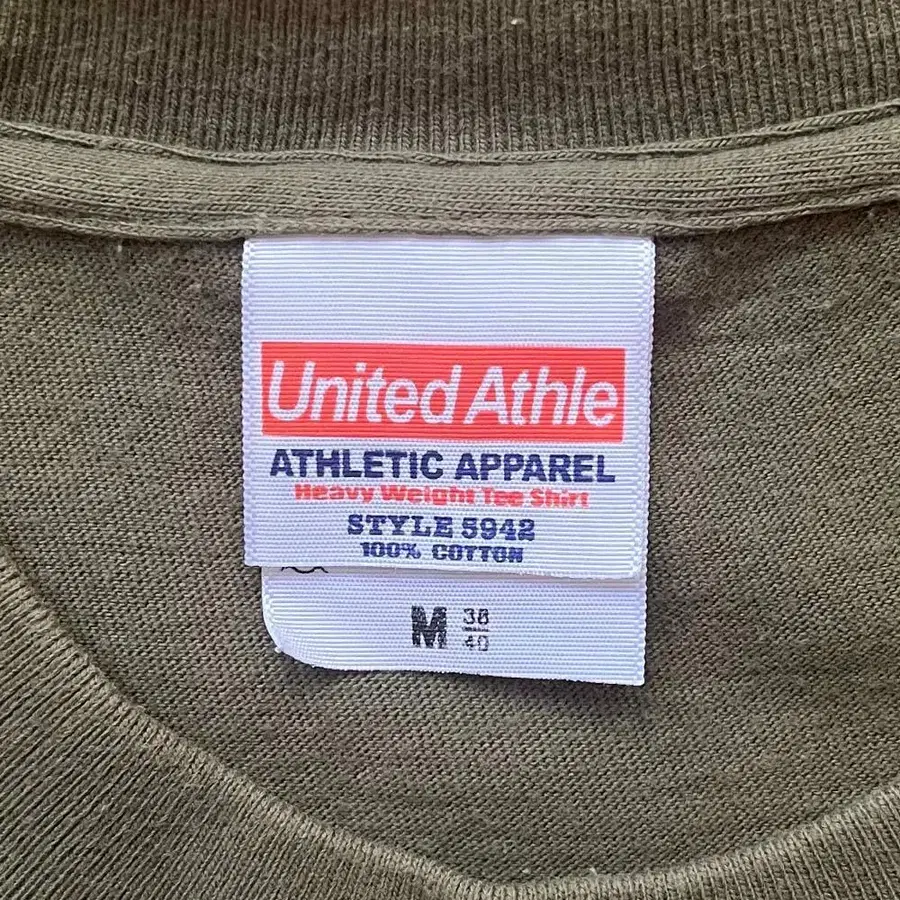 United Athle
ATHLETIC APPAREL
Heavy Weight Tee Shirt
STYLE 5942
100% COTTON
M 38
40